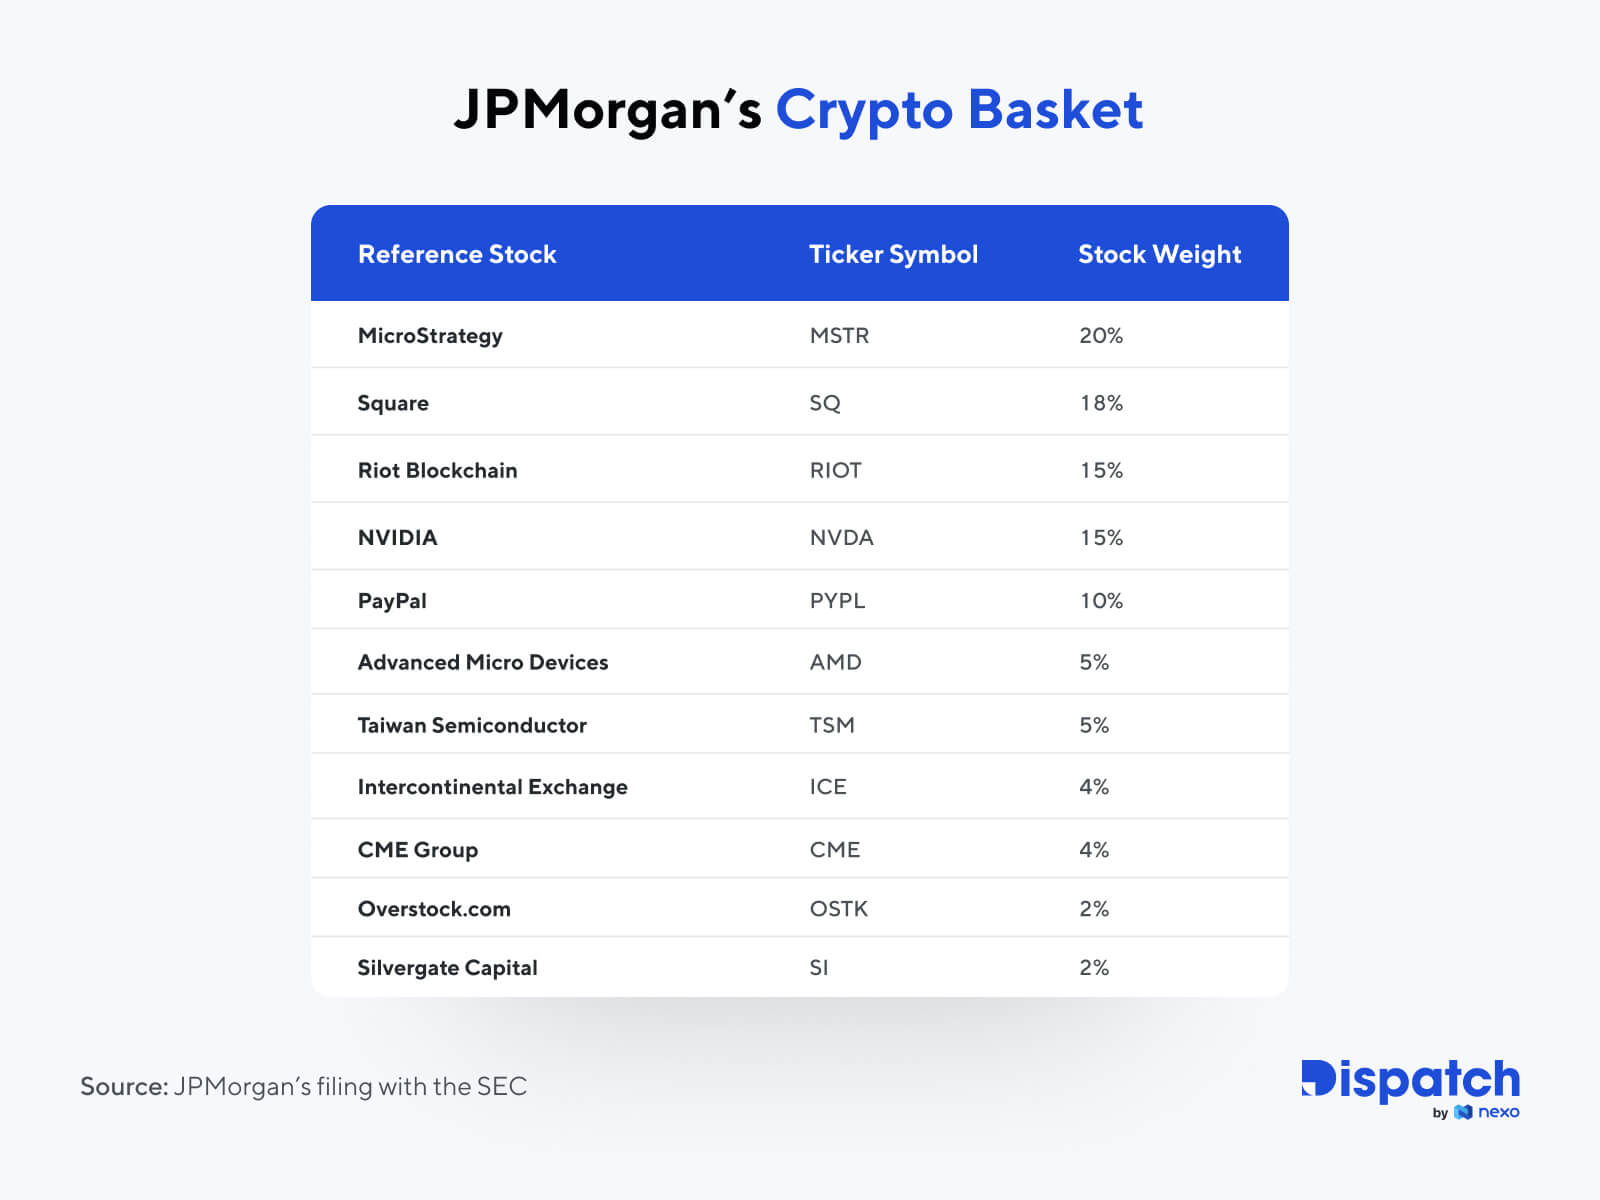 JPMorgan’s Crypto Basket
Reference Stock Ticker Symbol Stock Weight
MicroStrategy MSTR 20%
Square SQ 18%
Riot Blockchain RIOT 15%
NVIDIA NVDA 15%
PayPal PYPL 10%
Advanced Micro Devices AMD 5%
Taiwan Semiconductor TSM 5%
Intercontinental Exchange ICE 4%
CME Group CME 4%
Overstock.com OSTK 2%
Silvergate Capital SI 2%
Source: JPMorgan’s filing with the SEC
Dispatch
by nexo